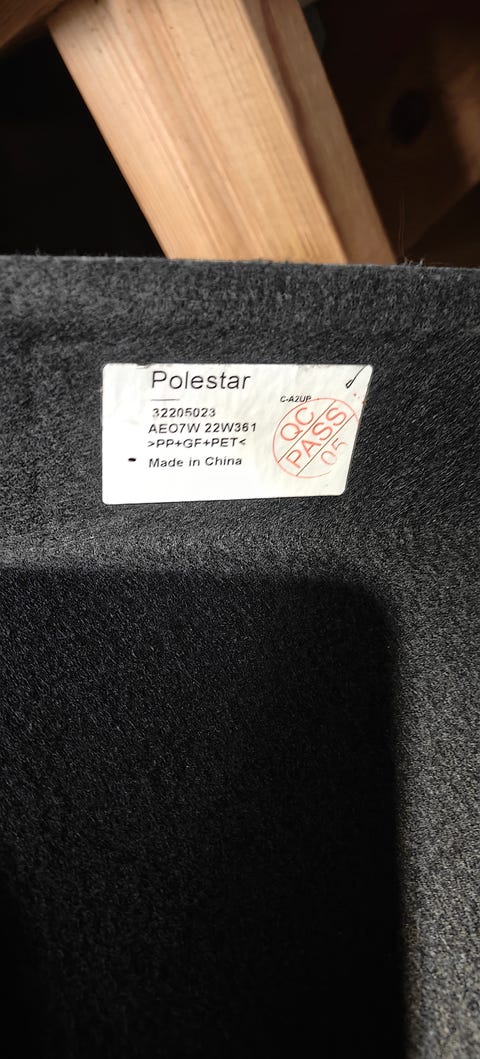 Polestar
C-A2UP
32205023
AEO7W 22W361
>PP+GF+PET<
Made in China
QC
PASS
05